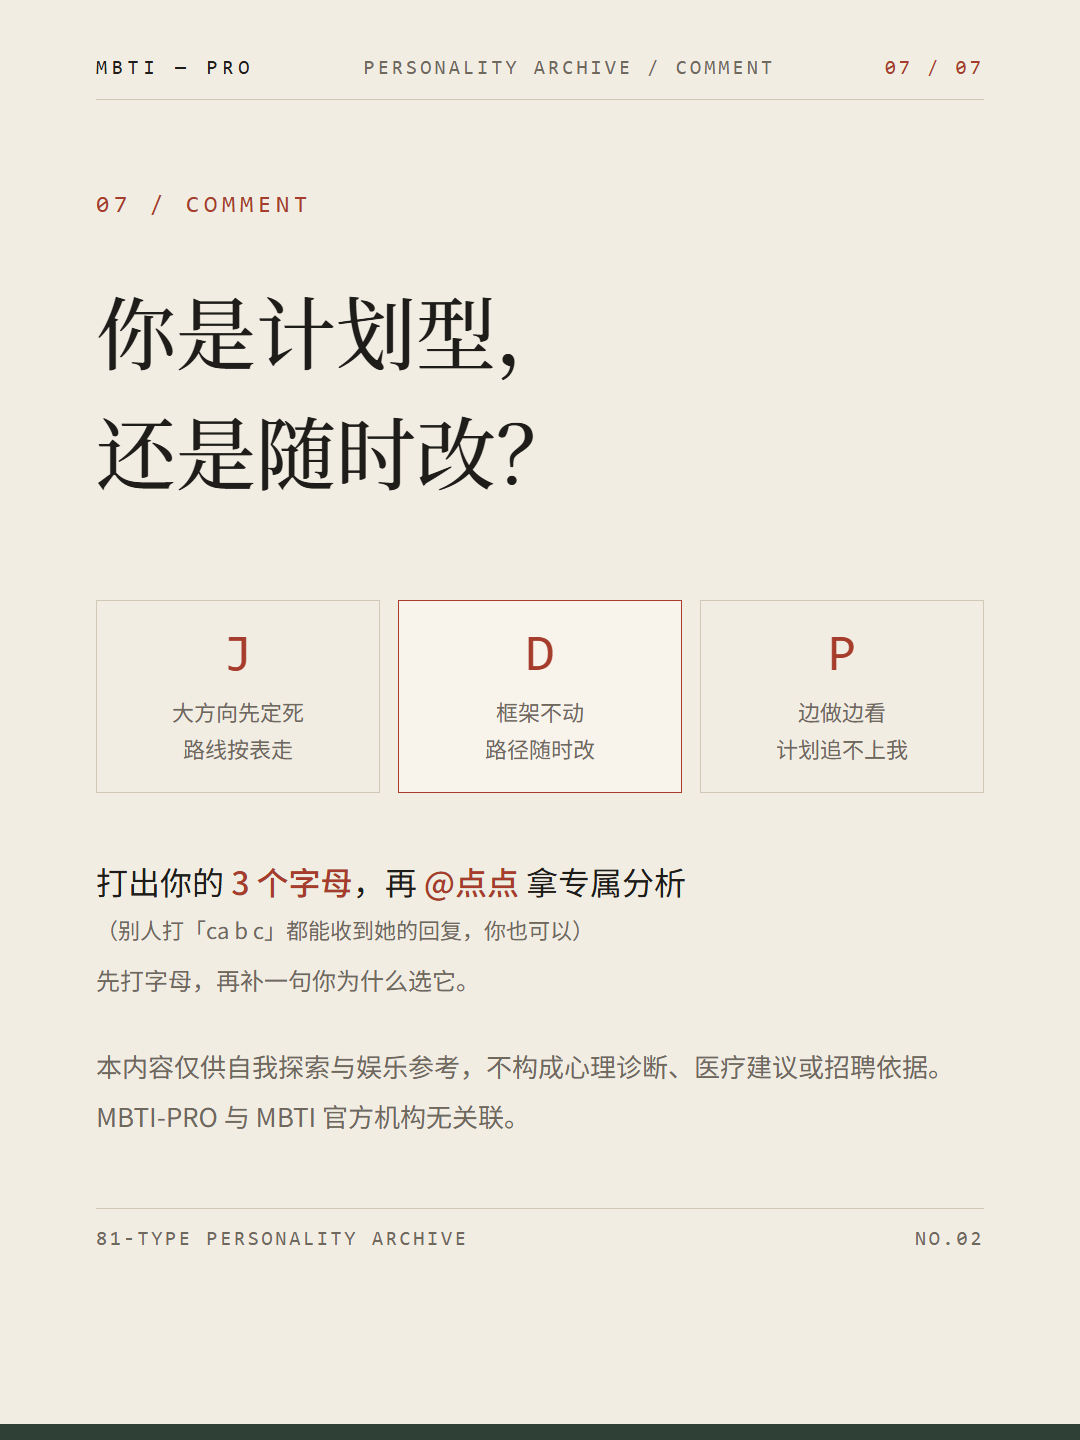 MBTI — PRO
PERSONALITY ARCHIVE / COMMENT
07 / 07
07 / COMMENT
你是计划型，
还是随时改？
J
大方向先定死
路线按表走
D
框架不动
路径随时改
P
边做边看
计划追不上我
打出你的 3 个字母，再 @点点 拿专属分析
（别人打「ca b c」都能收到她的回复，你也可以）
先打字母，再补一句你为什么选它。
本内容仅供自我探索与娱乐参考，不构成心理诊断、医疗建议或招聘依据。
MBTI-PRO 与 MBTI 官方机构无关联。
81-TYPE PERSONALITY ARCHIVE
NO.02